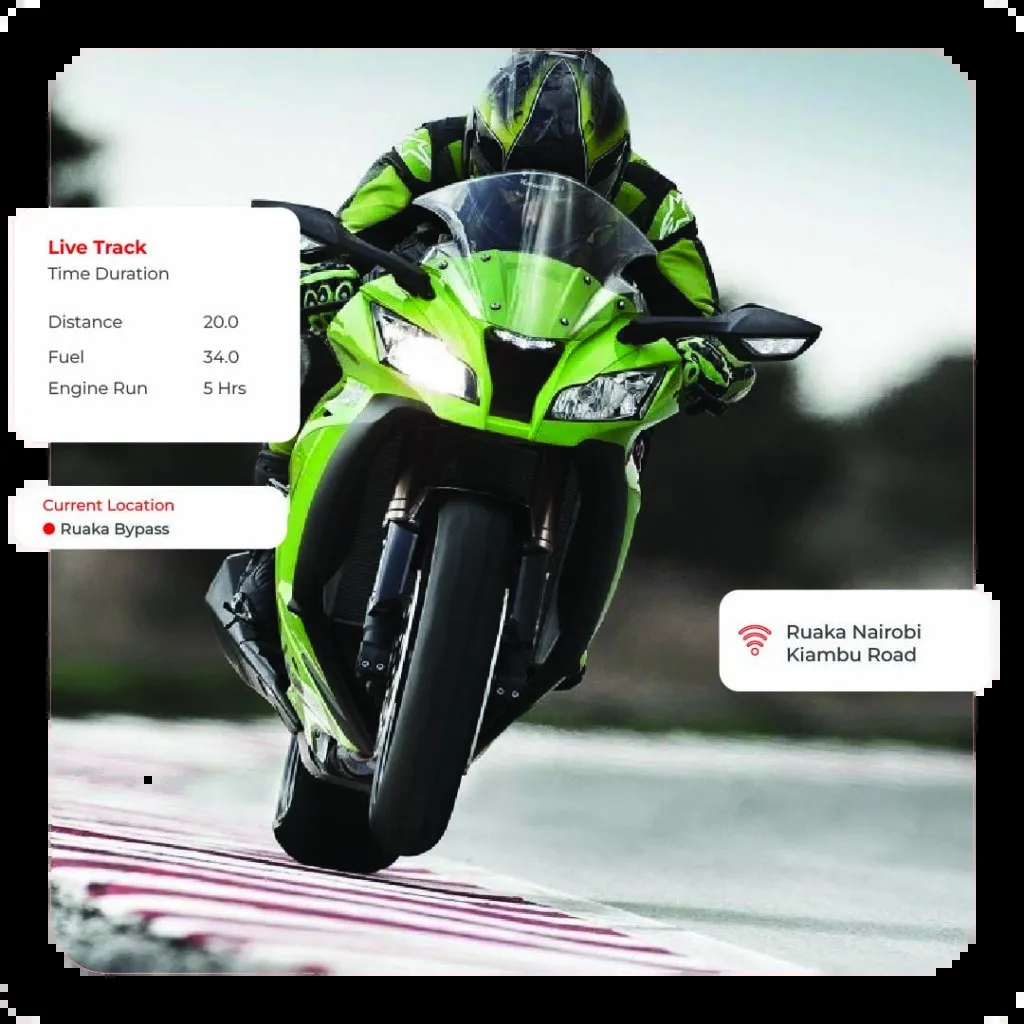 Live Track
Time Duration
Distance 20.0
Fuel 34.0
Engine Run 5 Hrs
Current Location
Ruaka Bypass
Ruaka Nairobi
Kiambu Road